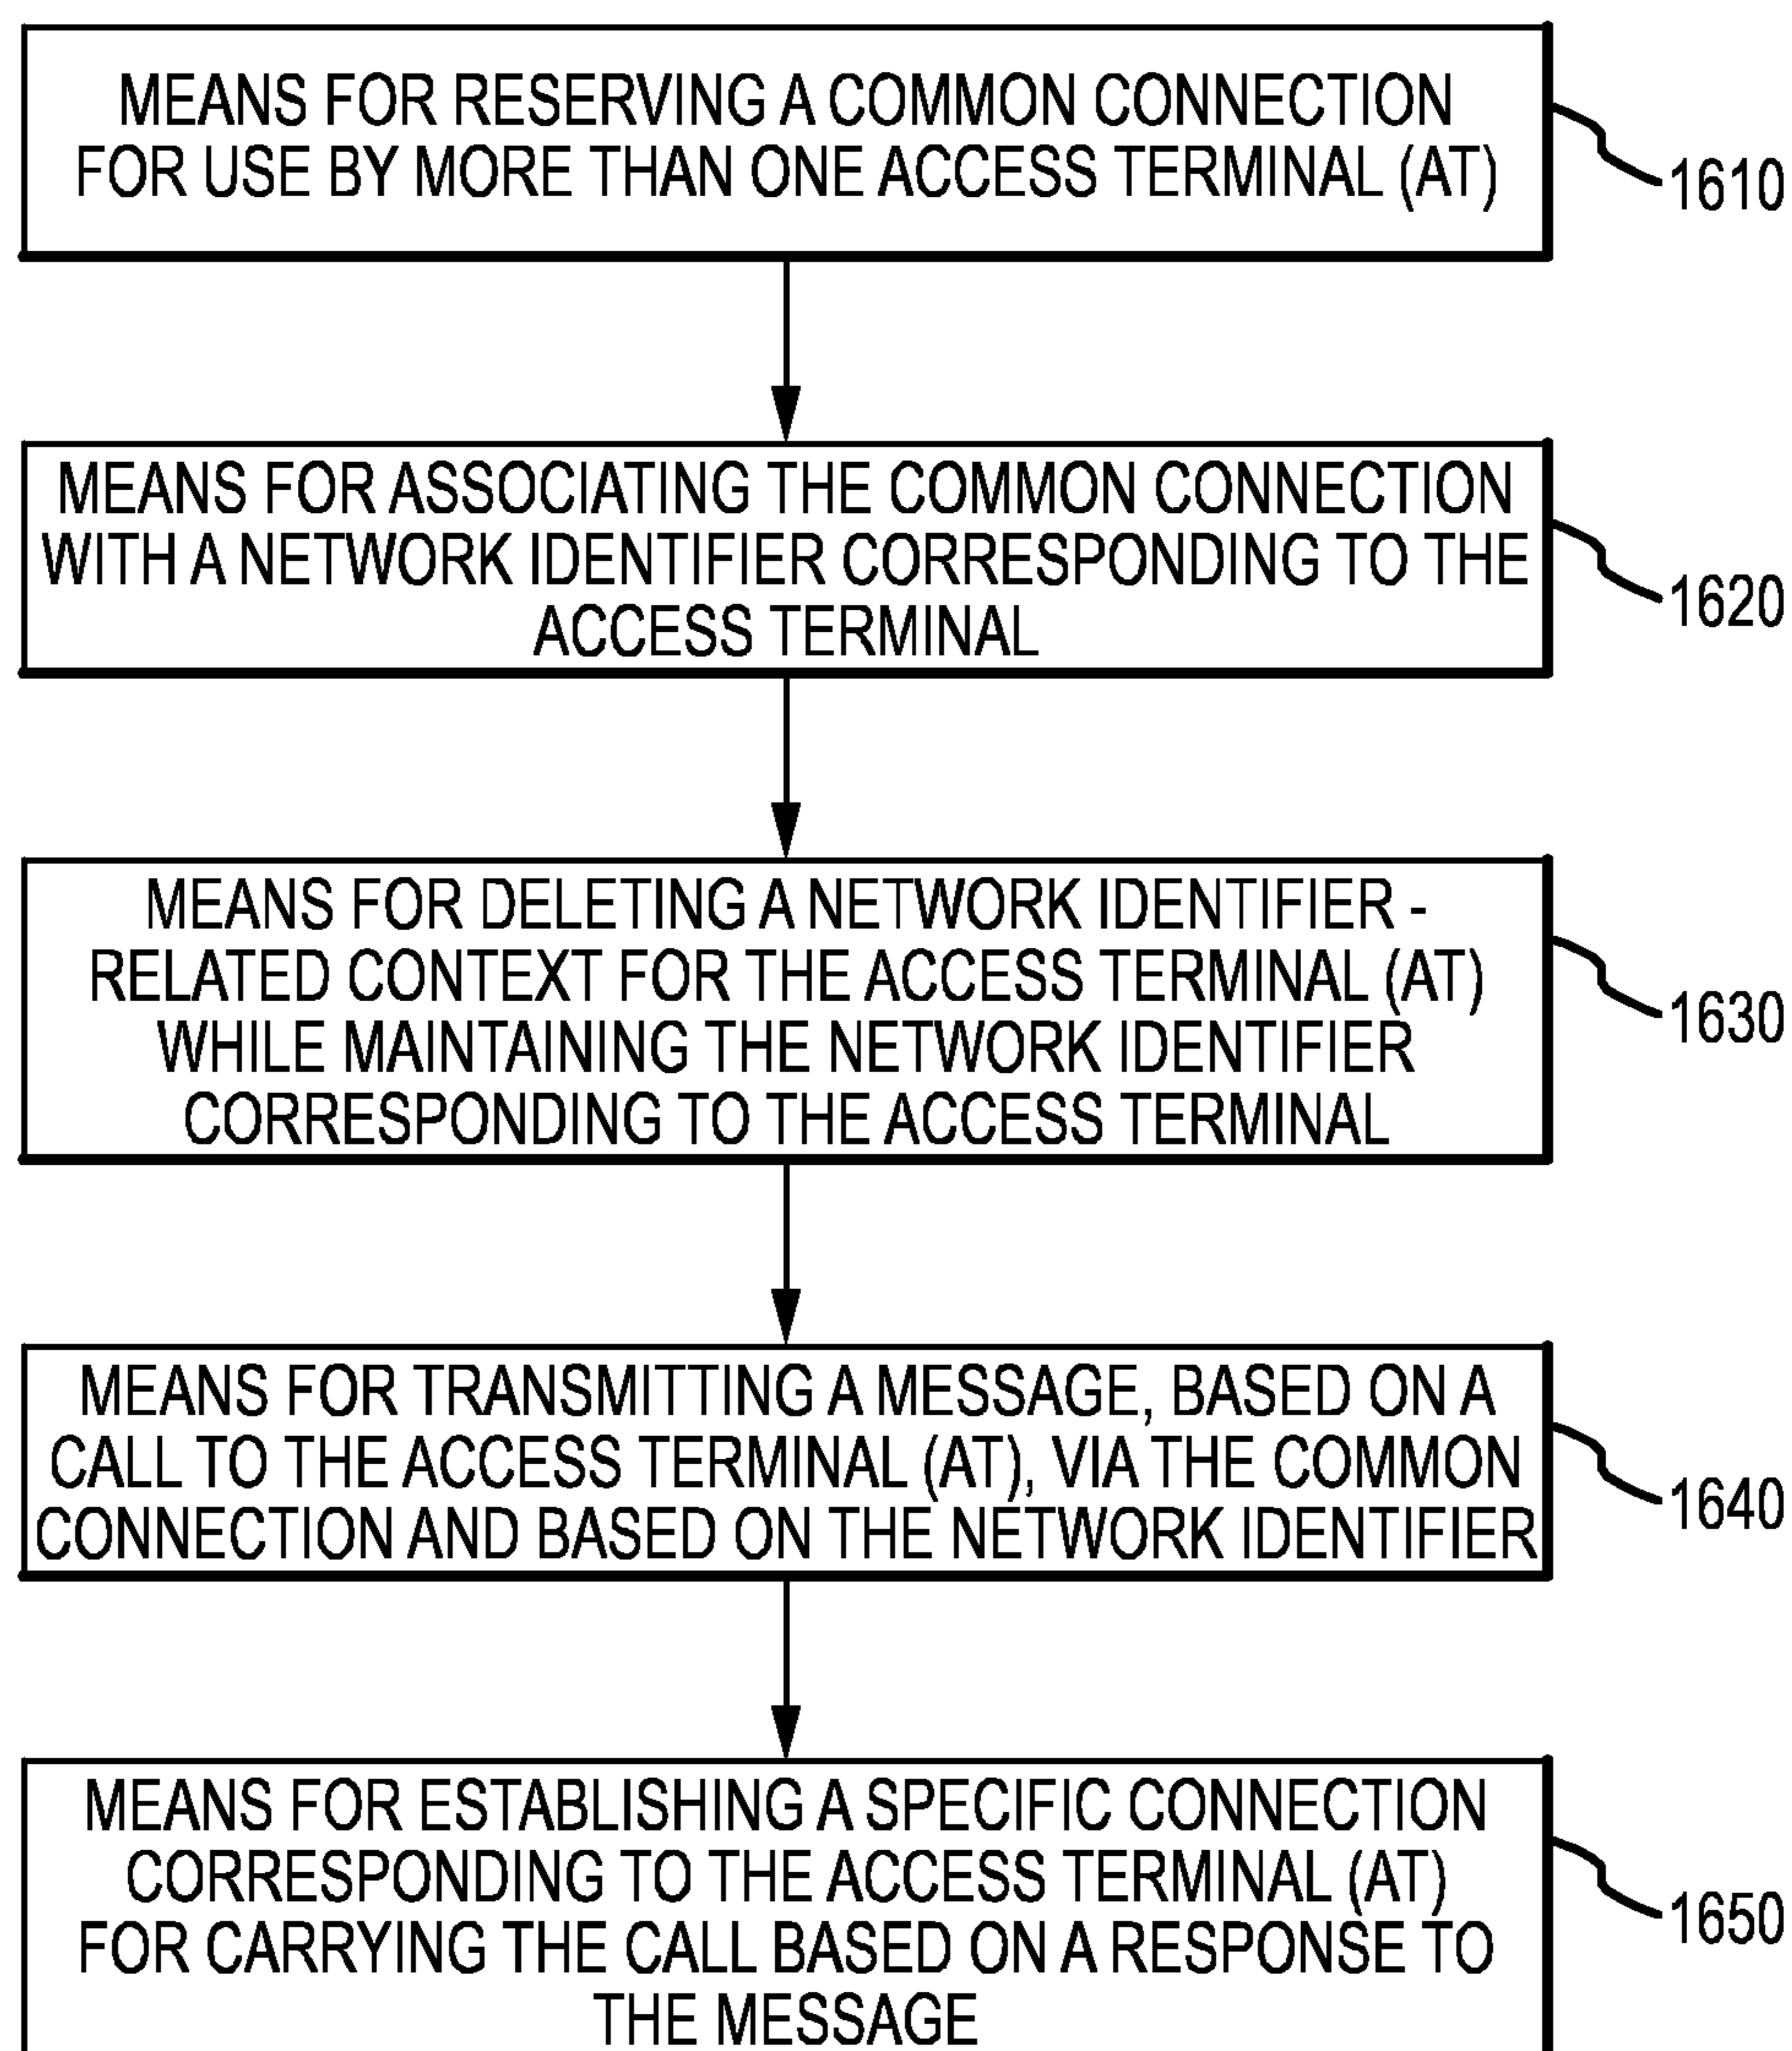 MEANS FOR RESERVING A COMMON CONNECTION
FOR USE BY MORE THAN ONE ACCESS TERMINAL (AT)
1610
MEANS FOR ASSOCIATING THE COMMON CONNECTION
WITH A NETWORK IDENTIFIER CORRESPONDING TO THE
ACCESS TERMINAL
1620
MEANS FOR DELETING A NETWORK IDENTIFIER -
RELATED CONTEXT FOR THE ACCESS TERMINAL (AT)
WHILE MAINTAINING THE NETWORK IDENTIFIER
CORRESPONDING TO THE ACCESS TERMINAL
1630
MEANS FOR TRANSMITTING A MESSAGE, BASED ON A
CALL TO THE ACCESS TERMINAL (AT), VIA THE COMMON
CONNECTION AND BASED ON THE NETWORK IDENTIFIER
1640
MEANS FOR ESTABLISHING A SPECIFIC CONNECTION
CORRESPONDING TO THE ACCESS TERMINAL (AT)
FOR CARRYING THE CALL BASED ON A RESPONSE TO
THE MESSAGE
1650